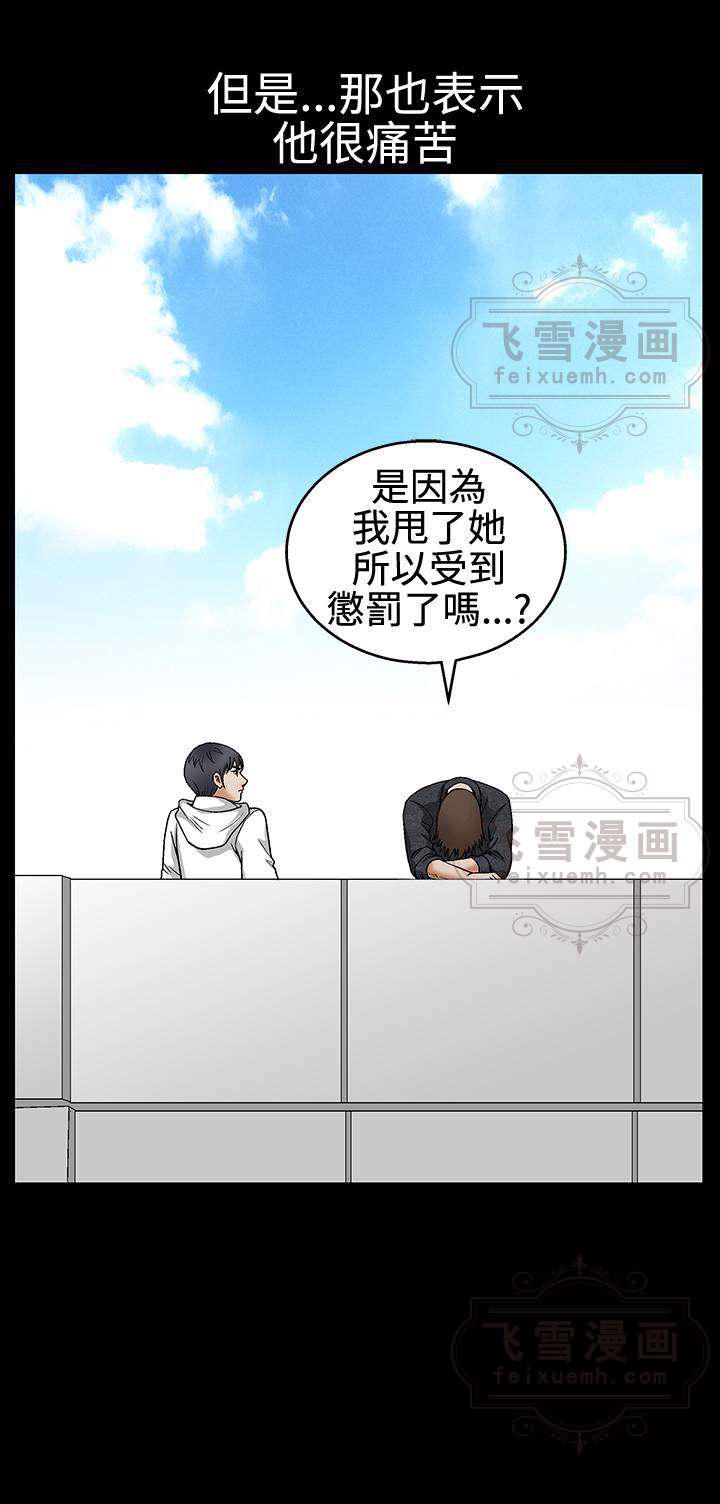 但是...那也表示
他很痛苦
飞雪漫画
feixuemh.com
是因為
我甩了她
所以受到
懲罰了嗎...?
飞雪漫画
feixuemh.com
飞雪漫画
feixuemh.com